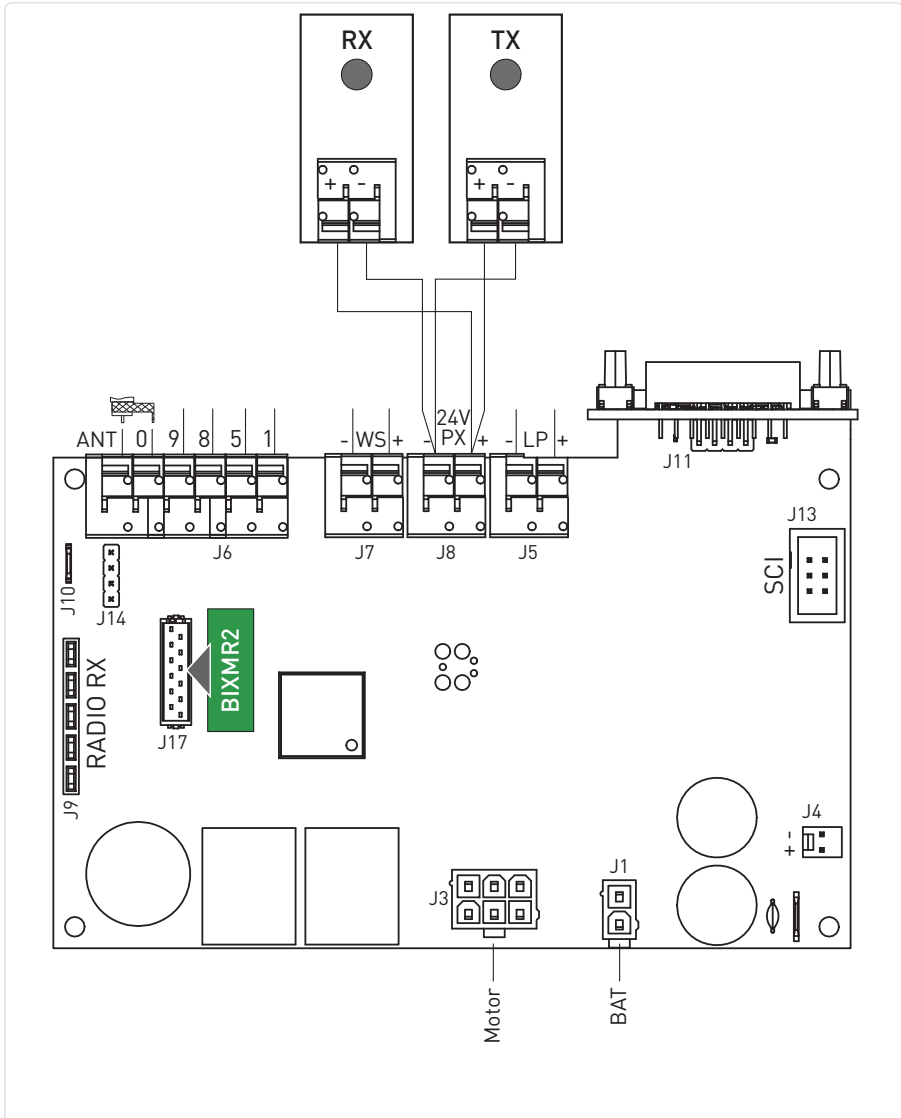 RX TX
+ - + -
24V
ANT 0 9 8 5 1 - WS + - PX + - LP +
J11
J6 J7 J8 J5 J13
SCI
J10
J14
BIXMR2
RADIO RX
J17
J9
J4
- +
J3 J1
Motor BAT